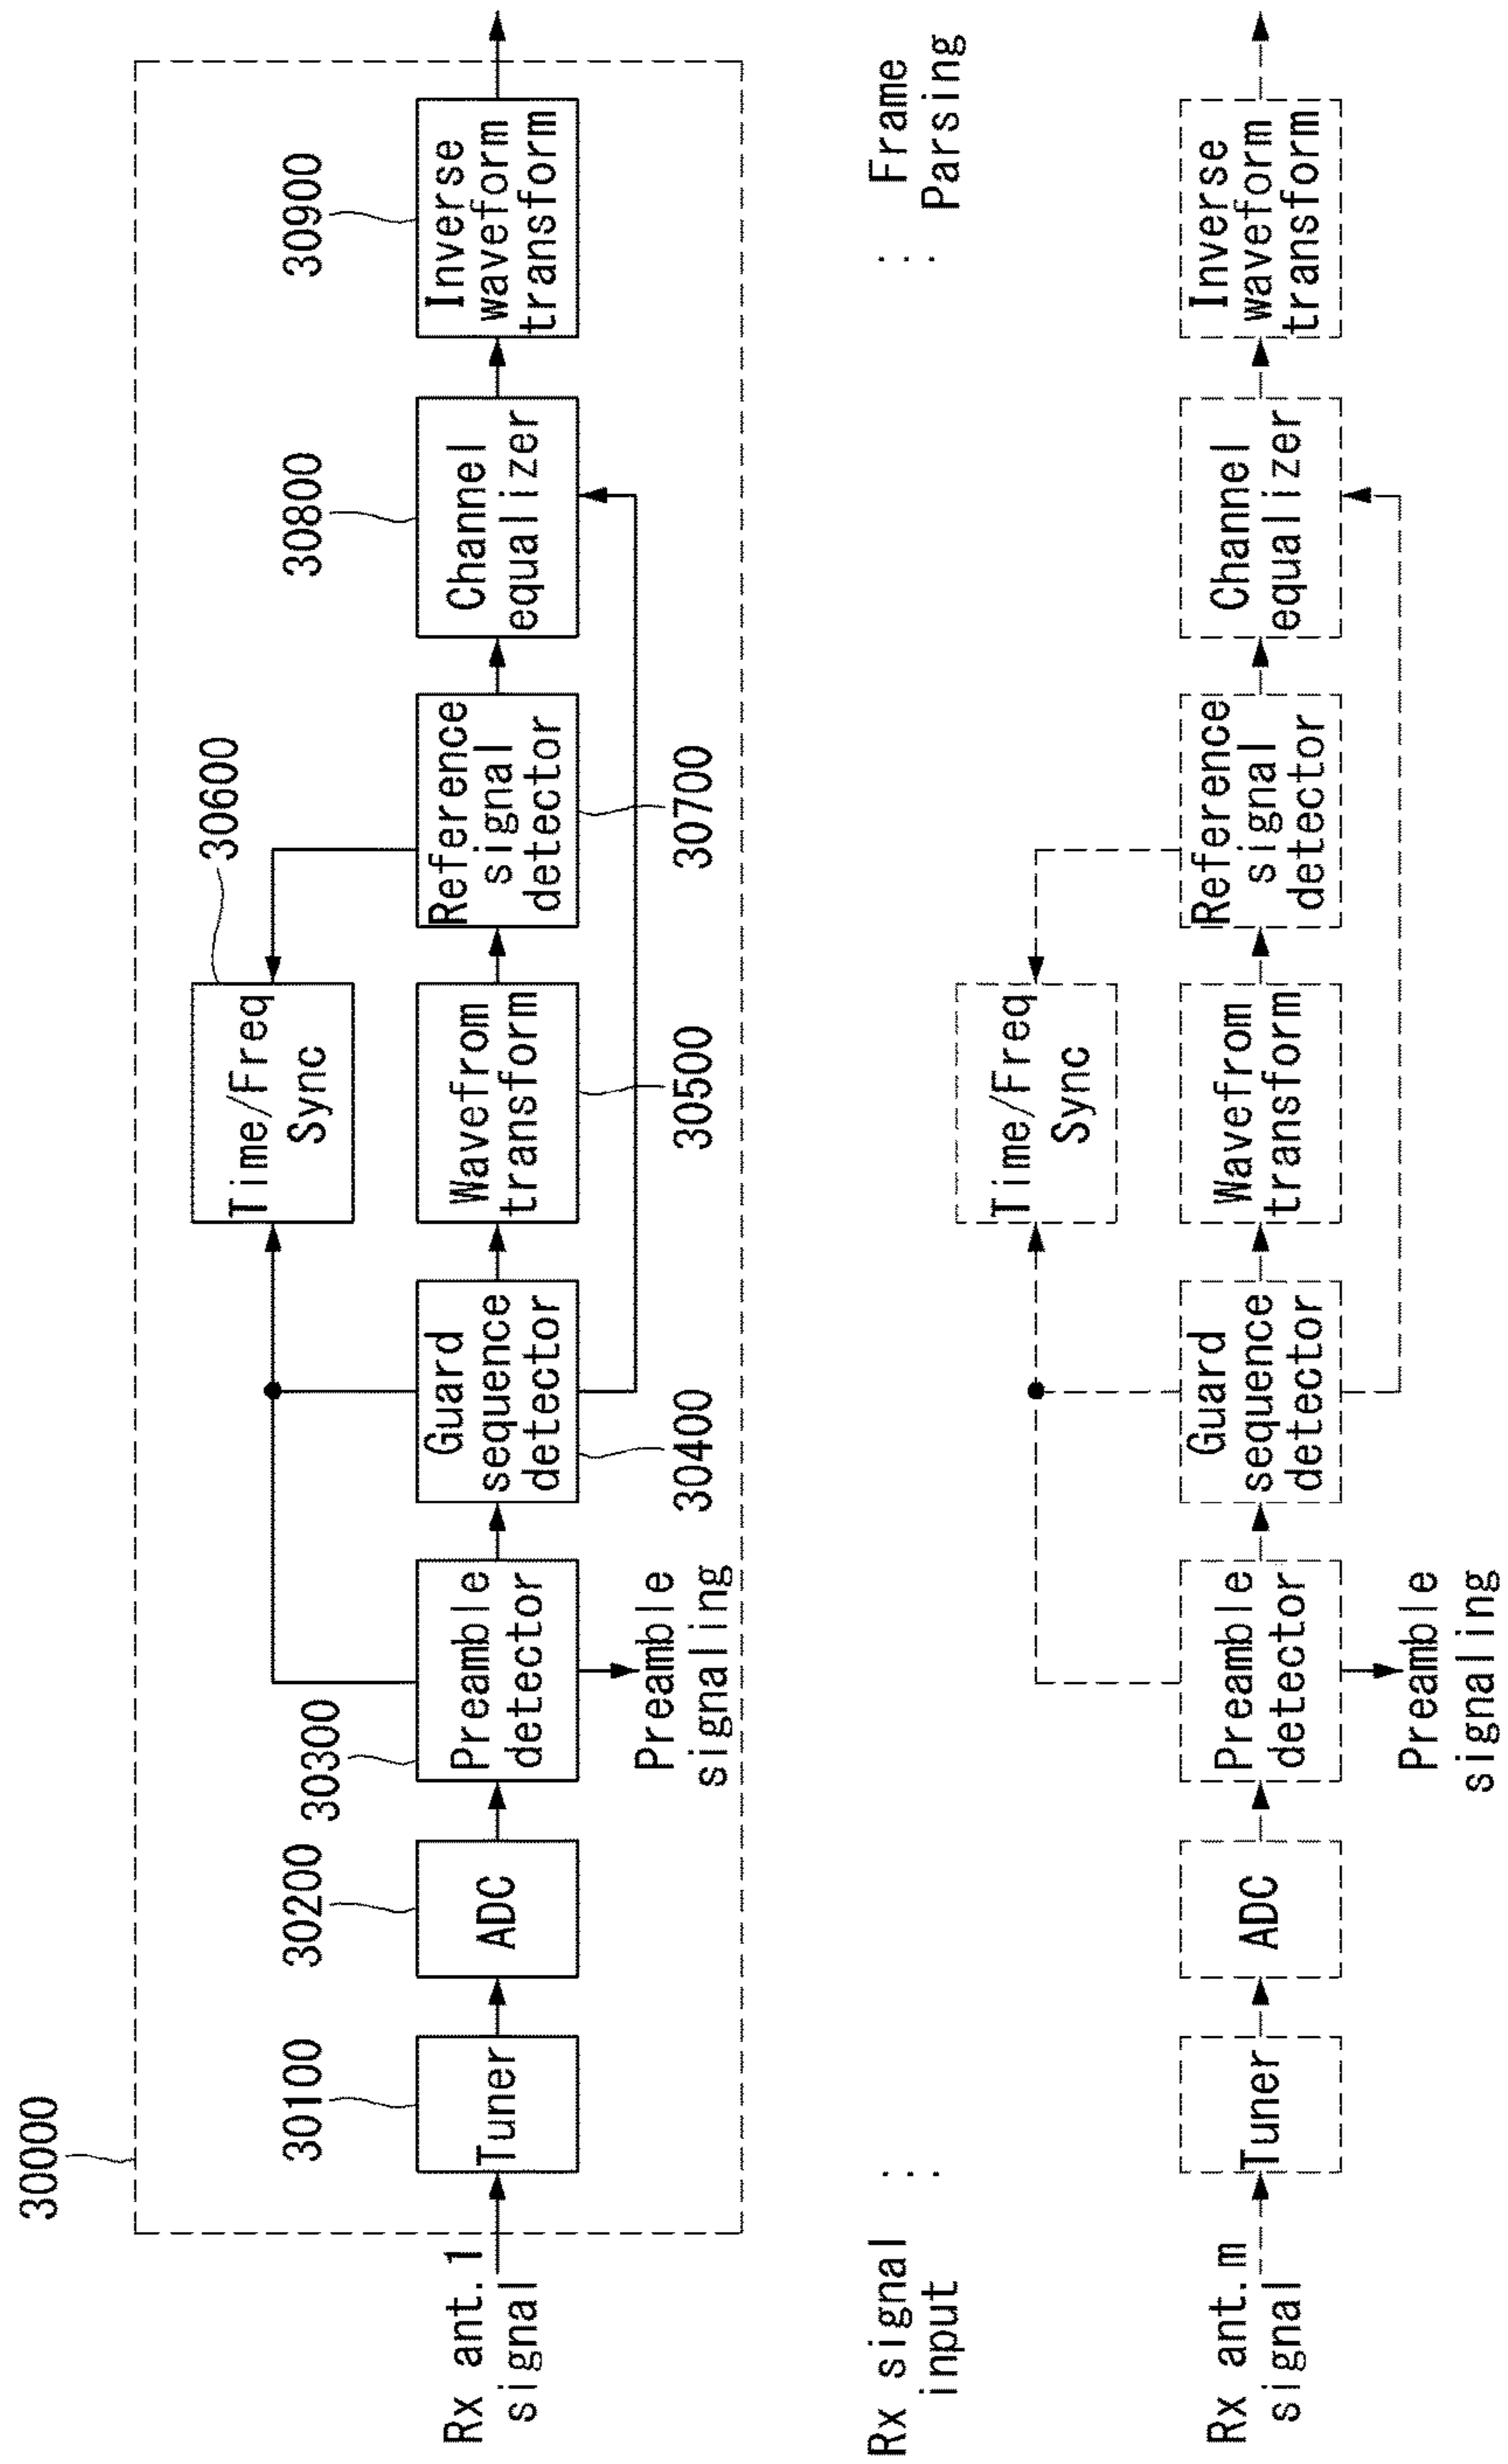 30000
30100
30200
30300
30600
30800
30900
Time/Freq
Sync
Rx ant.1
signal
Tuner
ADC
Preamble
detector
Guard
sequence
detector
Wavefrom
transform
Reference
signal
detector
Channel
equalizer
Inverse
waveform
transform
Preamble
signaling
30400
30500
30700
Rx signal
input
Frame
Parsing
Time/Freq
Sync
Rx ant.m
signal
Tuner
ADC
Preamble
detector
Guard
sequence
detector
Wavefrom
transform
Reference
signal
detector
Channel
equalizer
Inverse
waveform
transform
Preamble
signaling